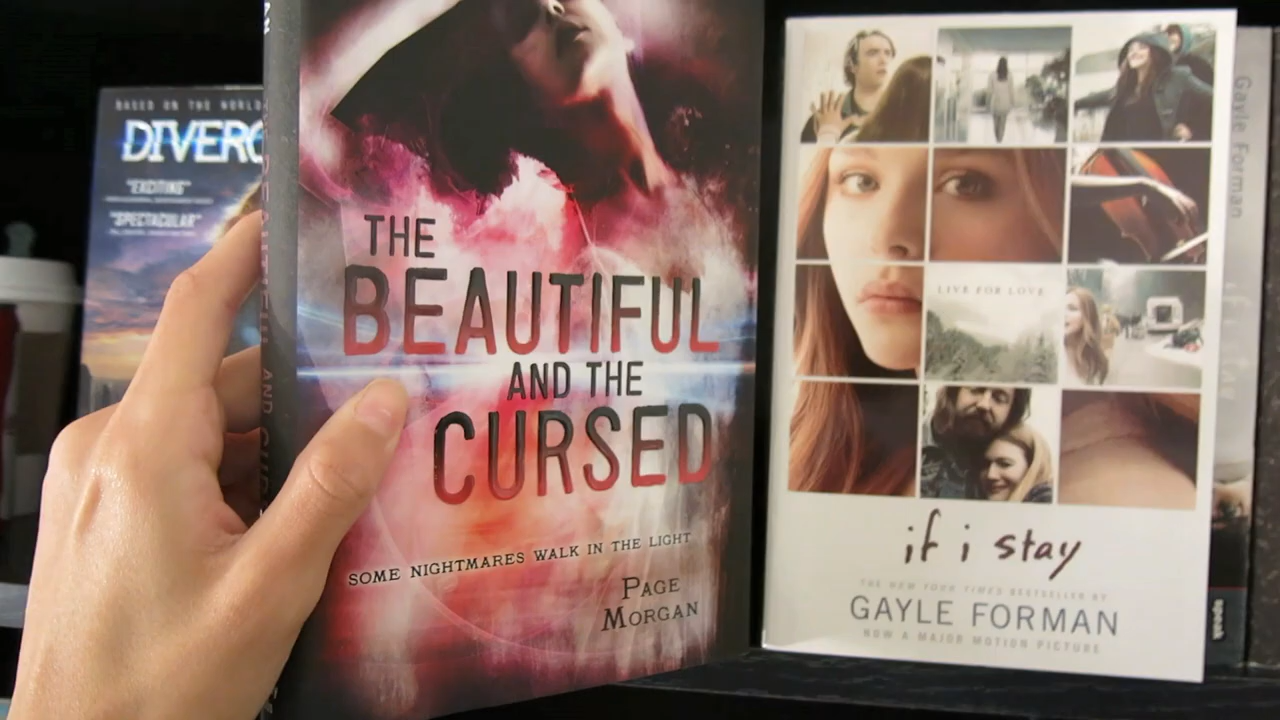 BASED ON THE WORLD
DIVERG
"EXCITING"
"SPECTACULAR"
THE
BEAUTIFUL
AND THE
CURSED
SOME NIGHTMARES WALK IN THE LIGHT
PAGE
MORGAN
LIVE FOR LOVE
if i stay
THE NEW YORK TIMES BESTSELLER BY
GAYLE FORMAN
NOW A MAJOR MOTION PICTURE
Gayle Forman
speak